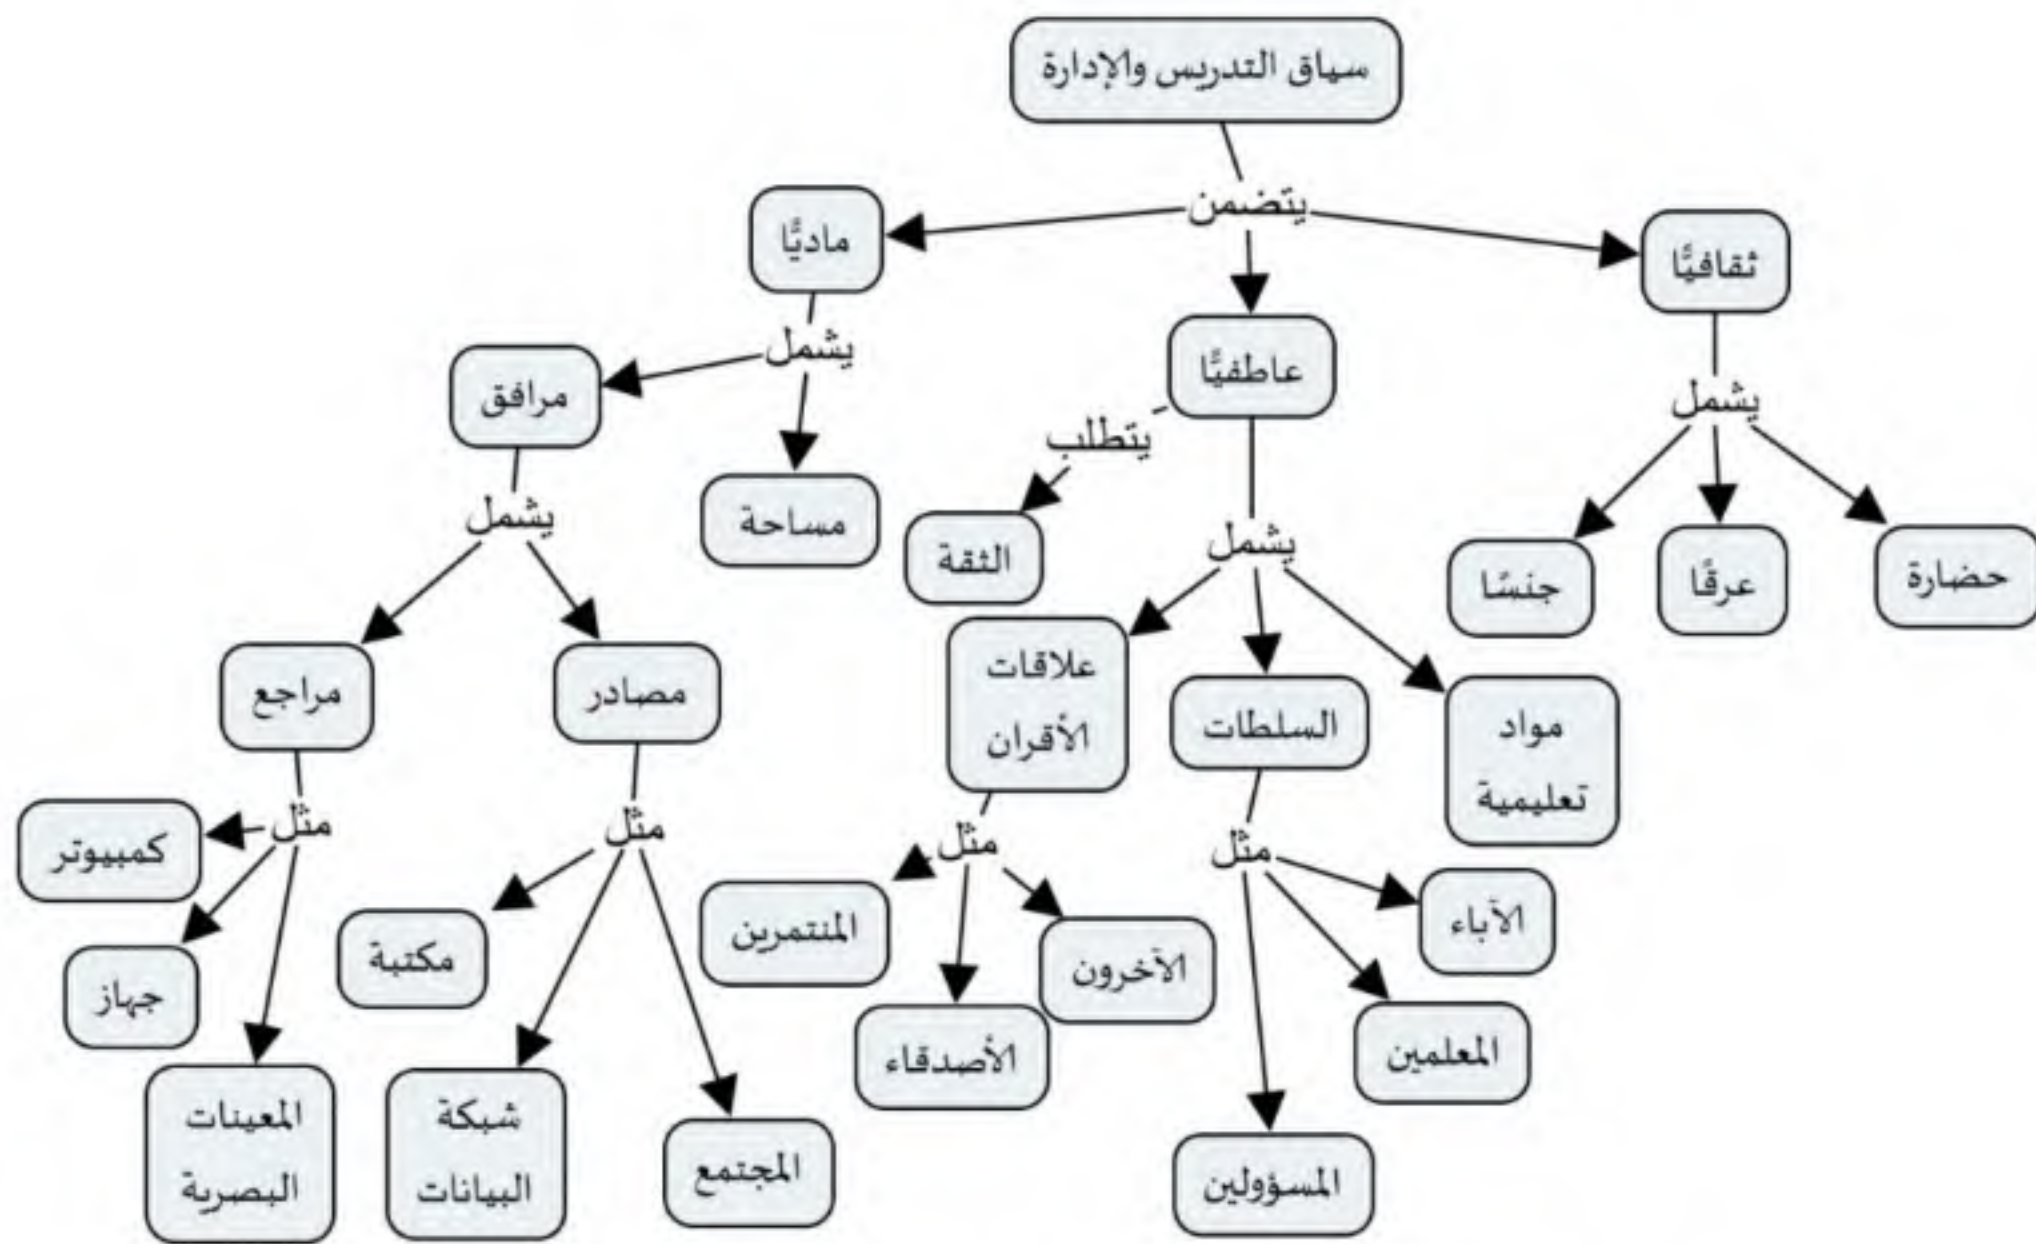 سياق التدريس والإدارة
يتضمن
ثقافيًّا
ماديًّا
عاطفيًّا
يشمل
يشمل
مرافق
يتطلب
يشمل
مساحة
الثقة
يشمل
حضارة
عرقًا
جنسًا
علاقات
الأقران
السلطات
مواد
تعليمية
مصادر
مراجع
مثل
مثل
مثل
مثل
كمبيوتر
جهاز
المعينات
البصرية
مكتبة
شبكة
البيانات
المجتمع
المنتمرين
الأصدقاء
الآخرون
الآباء
المعلمين
المسؤولين